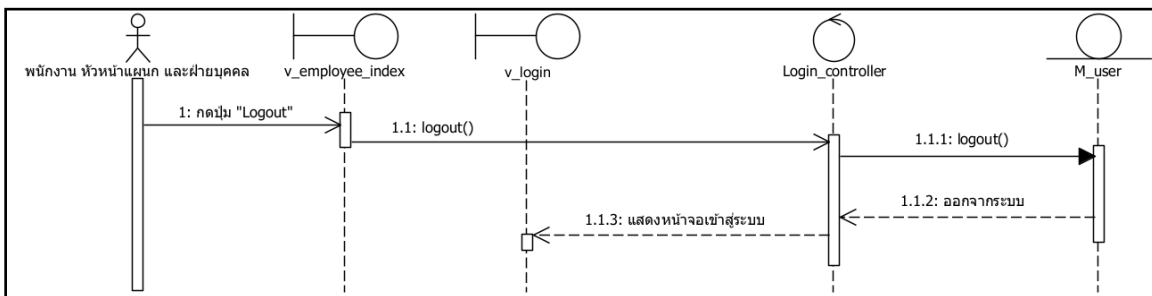 พนักงาน หัวหน้าแผนก และฝ่ายบุคคล
v_employee_index
v_login
Login_controller
M_user
1: กดปุ่ม "Logout"
1.1: logout()
1.1.1: logout()
1.1.2: ออกจากระบบ
1.1.3: แสดงหน้าจอเข้าสู่ระบบ